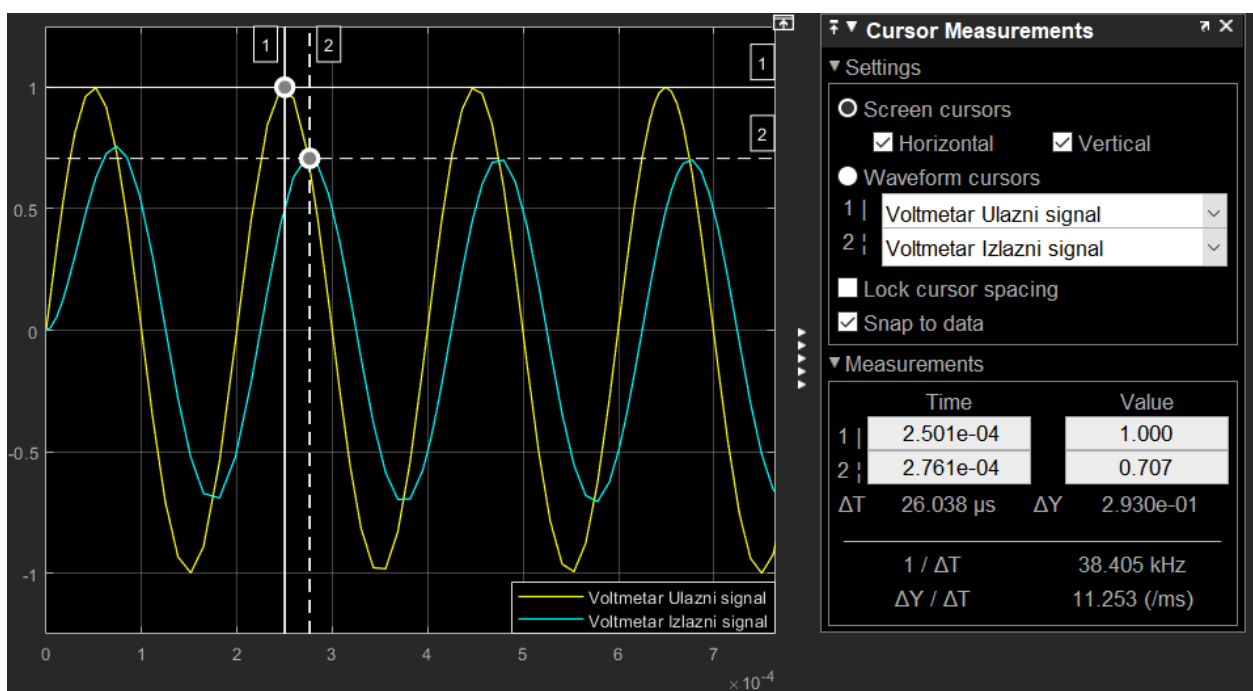 1
2
1
2
1
0.5
0
-0.5
-1
0
1
2
3
4
5
6
7
×10⁻⁴
Voltmetar Ulazni signal
Voltmetar Izlazni signal
Cursor Measurements
Settings
Screen cursors
Horizontal Vertical
Waveform cursors
1 | Voltmetar Ulazni signal
2 ¦ Voltmetar Izlazni signal
Lock cursor spacing
Snap to data
Measurements
Time Value
1 | 2.501e-04 1.000
2 ¦ 2.761e-04 0.707
ΔT 26.038 µs ΔY 2.930e-01
1 / ΔT 38.405 kHz
ΔY / ΔT 11.253 (/ms)